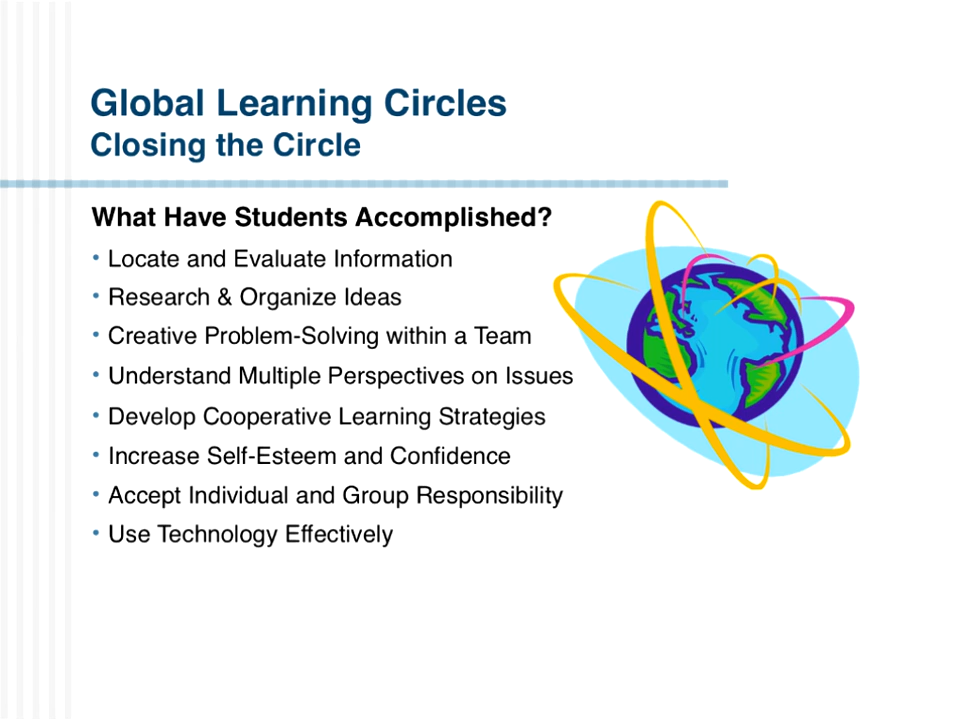 Global Learning Circles
Closing the Circle
What Have Students Accomplished?
• Locate and Evaluate Information
• Research & Organize Ideas
• Creative Problem-Solving within a Team
• Understand Multiple Perspectives on Issues
• Develop Cooperative Learning Strategies
• Increase Self-Esteem and Confidence
• Accept Individual and Group Responsibility
• Use Technology Effectively